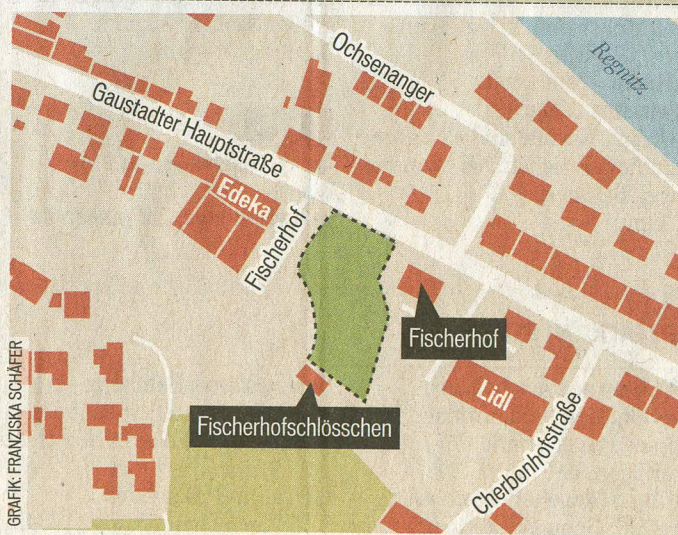 Ochsenanger
Regnitz
Gaustadter Hauptstraße
Edeka
Fischerhof
Fischerhof
Lidl
Fischerhofschlösschen
Cherbonhofstraße
GRAFIK: FRANZISKA SCHÄFER